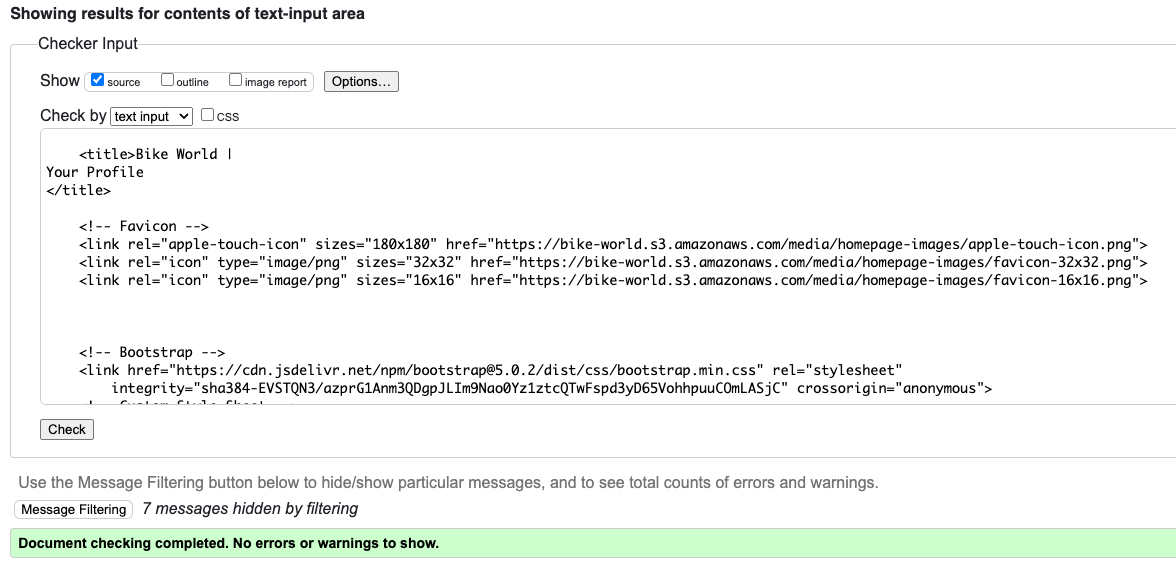 Showing results for contents of text-input area
Checker Input
Show source outline image report Options...
Check by text input css
<title>Bike World |
Your Profile
</title>
<!-- Favicon -->
<link rel="apple-touch-icon" sizes="180x180" href="https://bike-world.s3.amazonaws.com/media/homepage-images/apple-touch-icon.png">
<link rel="icon" type="image/png" sizes="32x32" href="https://bike-world.s3.amazonaws.com/media/homepage-images/favicon-32x32.png">
<link rel="icon" type="image/png" sizes="16x16" href="https://bike-world.s3.amazonaws.com/media/homepage-images/favicon-16x16.png">
<!-- Bootstrap -->
<link href="https://cdn.jsdelivr.net/npm/bootstrap@5.0.2/dist/css/bootstrap.min.css" rel="stylesheet"
integrity="sha384-EVSTQN3/azprG1Anm3QDgpJLIm9Nao0Yz1ztcQTwFspd3yD65VohhpuuCOmLASjC" crossorigin="anonymous">
Check
Use the Message Filtering button below to hide/show particular messages, and to see total counts of errors and warnings.
Message Filtering 7 messages hidden by filtering
Document checking completed. No errors or warnings to show.